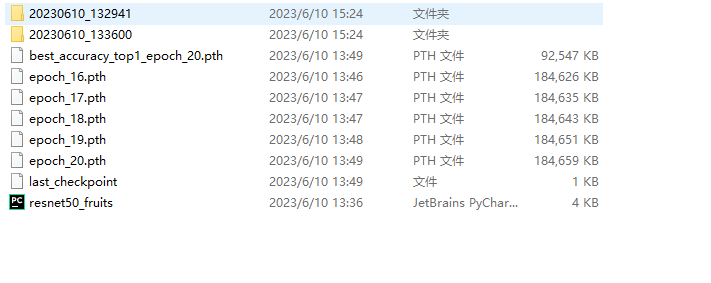 20230610_132941 2023/6/10 15:24 文件夹
20230610_133600 2023/6/10 15:24 文件夹
best_accuracy_top1_epoch_20.pth 2023/6/10 13:49 PTH 文件 92,547 KB
epoch_16.pth 2023/6/10 13:46 PTH 文件 184,626 KB
epoch_17.pth 2023/6/10 13:47 PTH 文件 184,635 KB
epoch_18.pth 2023/6/10 13:47 PTH 文件 184,643 KB
epoch_19.pth 2023/6/10 13:48 PTH 文件 184,651 KB
epoch_20.pth 2023/6/10 13:49 PTH 文件 184,659 KB
last_checkpoint 2023/6/10 13:49 文件 1 KB
PC resnet50_fruits 2023/6/10 13:36 JetBrains PyChar... 4 KB